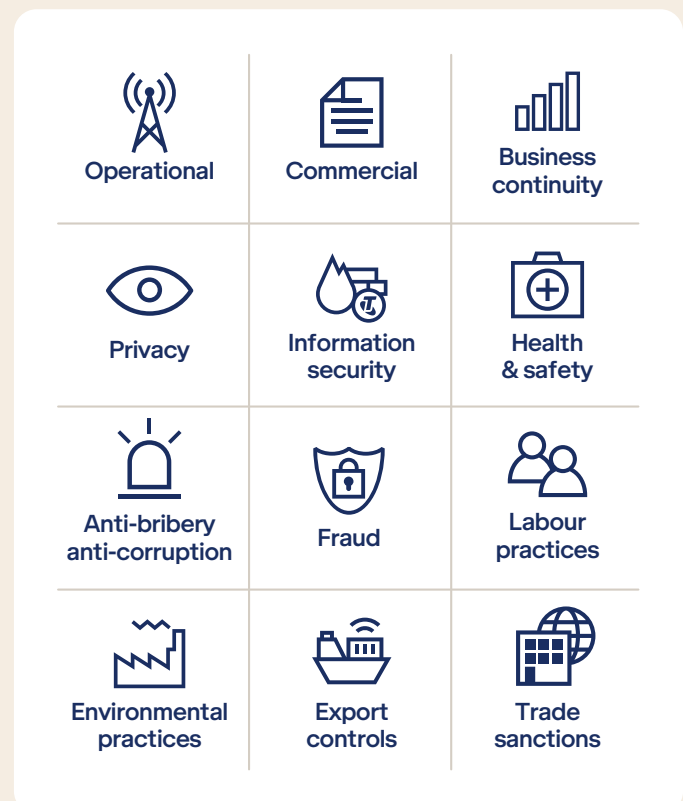 Operational
Commercial
Business
continuity
Privacy
Information
security
Health
& safety
Anti-bribery
anti-corruption
Fraud
Labour
practices
Environmental
practices
Export
controls
Trade
sanctions